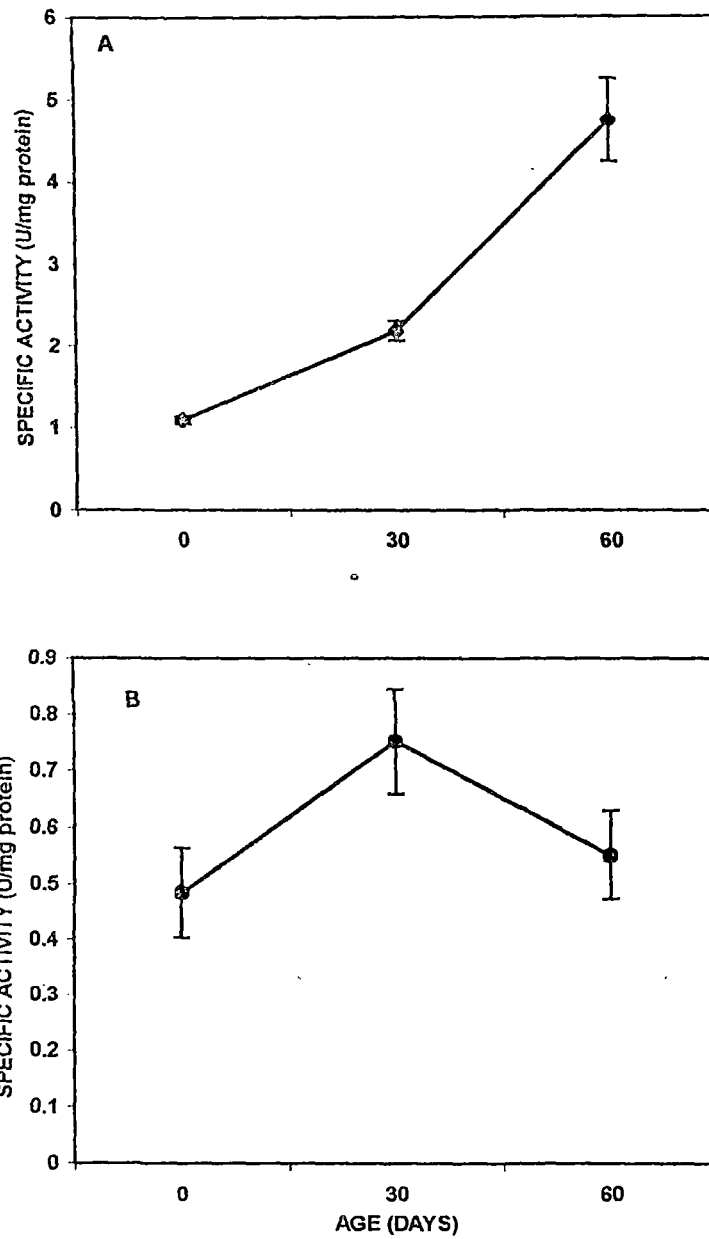 A
SPECIFIC ACTIVITY (U/mg protein)
6
5
4
3
2
1
0
0 30 60
B
SPECIFIC ACTIVITY (U/mg protein)
0.9
0.8
0.7
0.6
0.5
0.4
0.3
0.2
0.1
0
0 30 60
AGE (DAYS)